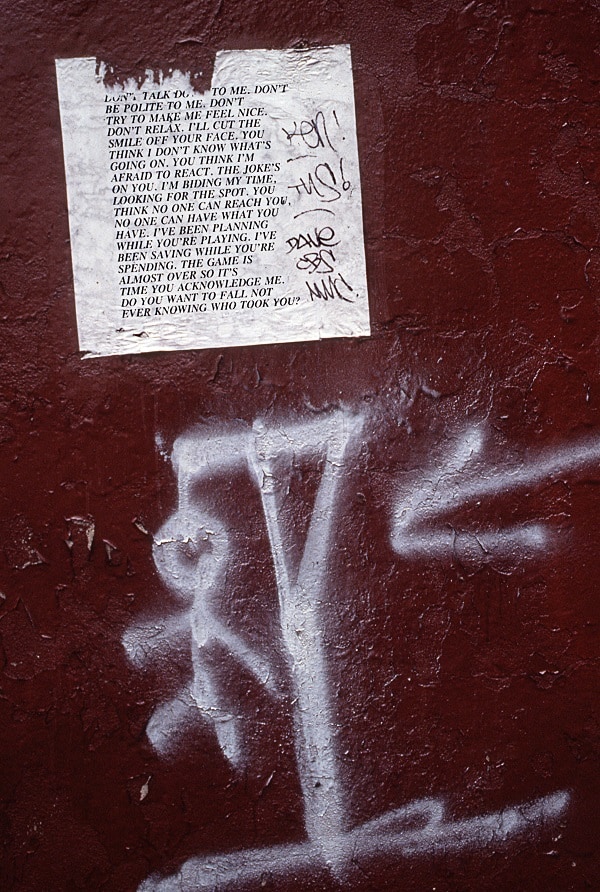 DON'T TALK DO TO ME. DON'T
BE POLITE TO ME. DON'T
TRY TO MAKE ME FEEL NICE.
DON'T RELAX. I'LL CUT THE
SMILE OFF YOUR FACE. YOU
THINK I DON'T KNOW WHAT'S
GOING ON. YOU THINK I'M
AFRAID TO REACT. THE JOKE'S
ON YOU. I'M BIDING MY TIME,
LOOKING FOR THE SPOT. YOU
THINK NO ONE CAN REACH YOU,
NO ONE CAN HAVE WHAT YOU
HAVE. I'VE BEEN PLANNING
WHILE YOU'RE PLAYING. I'VE
BEEN SAVING WHILE YOU'RE
SPENDING. THE GAME IS
ALMOST OVER SO IT'S
TIME YOU ACKNOWLEDGE ME.
DO YOU WANT TO FALL NOT
EVER KNOWING WHO TOOK YOU?
DAVE